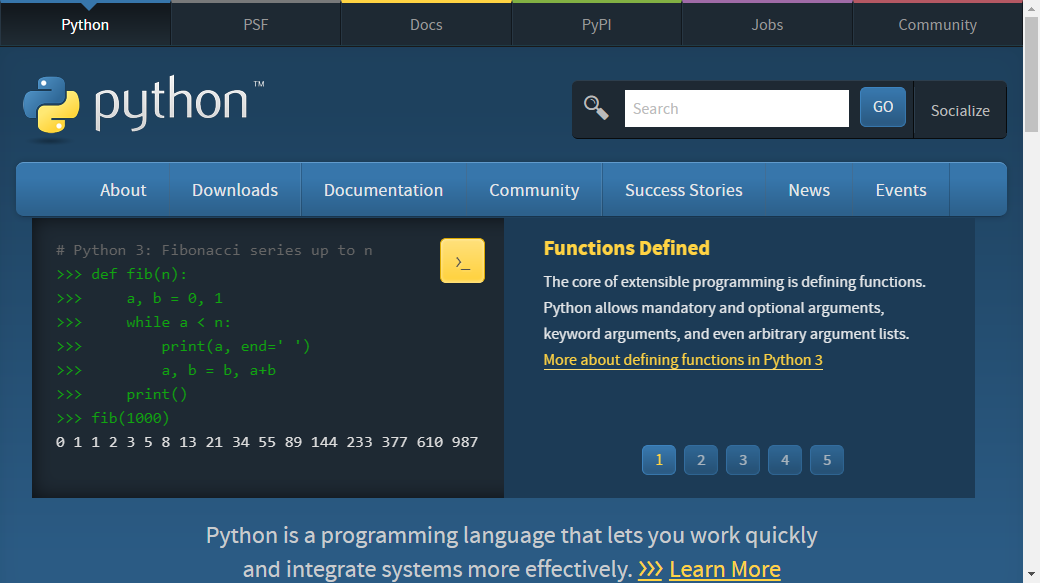 Python PSF Docs PyPI Jobs Community
python™
Search GO Socialize
About Downloads Documentation Community Success Stories News Events
# Python 3: Fibonacci series up to n
>>> def fib(n):
>>>     a, b = 0, 1
>>>     while a < n:
>>>         print(a, end=' ')
>>>         a, b = b, a+b
>>>     print()
>>> fib(1000)
0 1 1 2 3 5 8 13 21 34 55 89 144 233 377 610 987
>_
Functions Defined
The core of extensible programming is defining functions.
Python allows mandatory and optional arguments,
keyword arguments, and even arbitrary argument lists.
More about defining functions in Python 3
1 2 3 4 5
Python is a programming language that lets you work quickly
and integrate systems more effectively. >>> Learn More